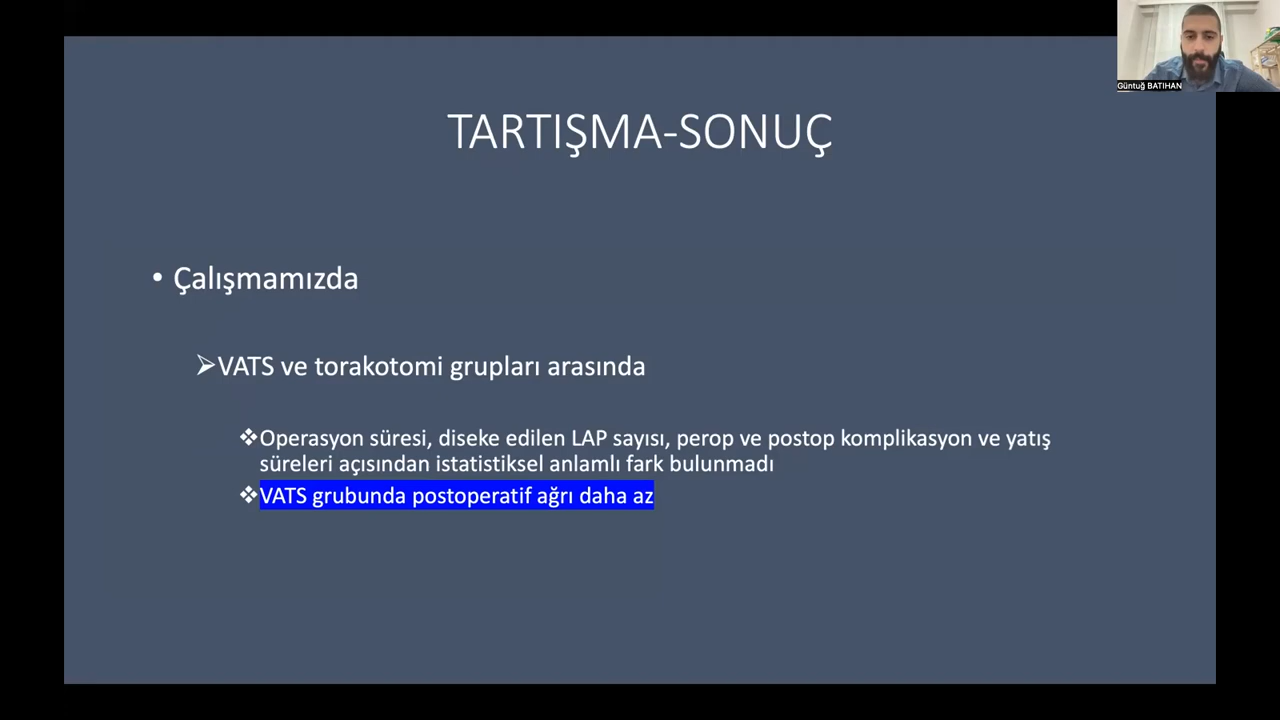 Güntuğ BATIHAN
TARTIŞMA-SONUÇ
• Çalışmamızda
➢VATS ve torakotomi grupları arasında
❖Operasyon süresi, diseke edilen LAP sayısı, perop ve postop komplikasyon ve yatış
süreleri açısından istatistiksel anlamlı fark bulunmadı
❖VATS grubunda postoperatif ağrı daha az